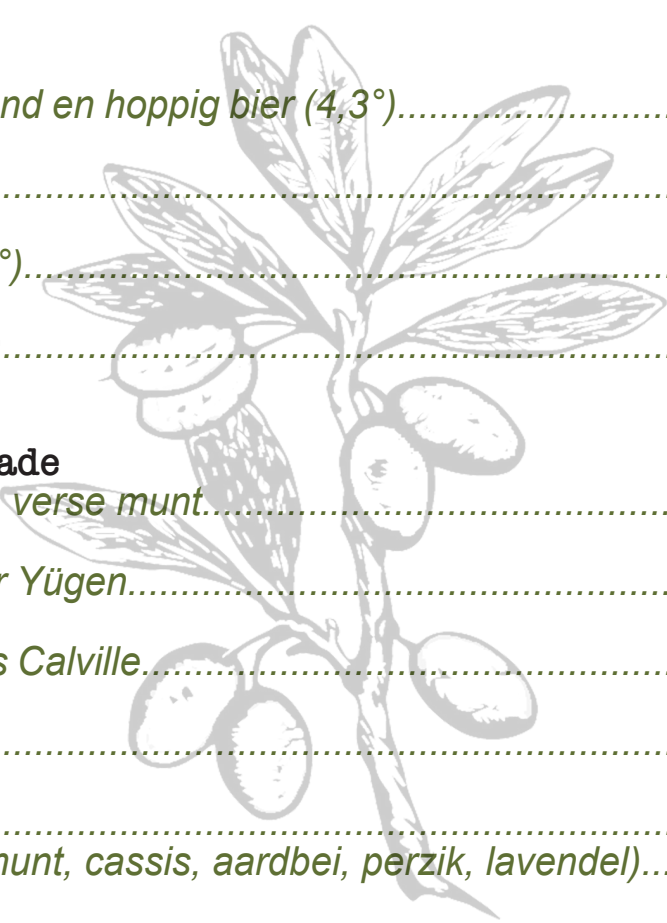 nd en hoppig bier (4,3°)..........................
................................................................
°)..............................................................
................................................................
ade
verse munt.............................................
r Yügen...................................................
s Calville..................................................
................................................................
................................................................
munt, cassis, aardbei, perzik, lavendel)...